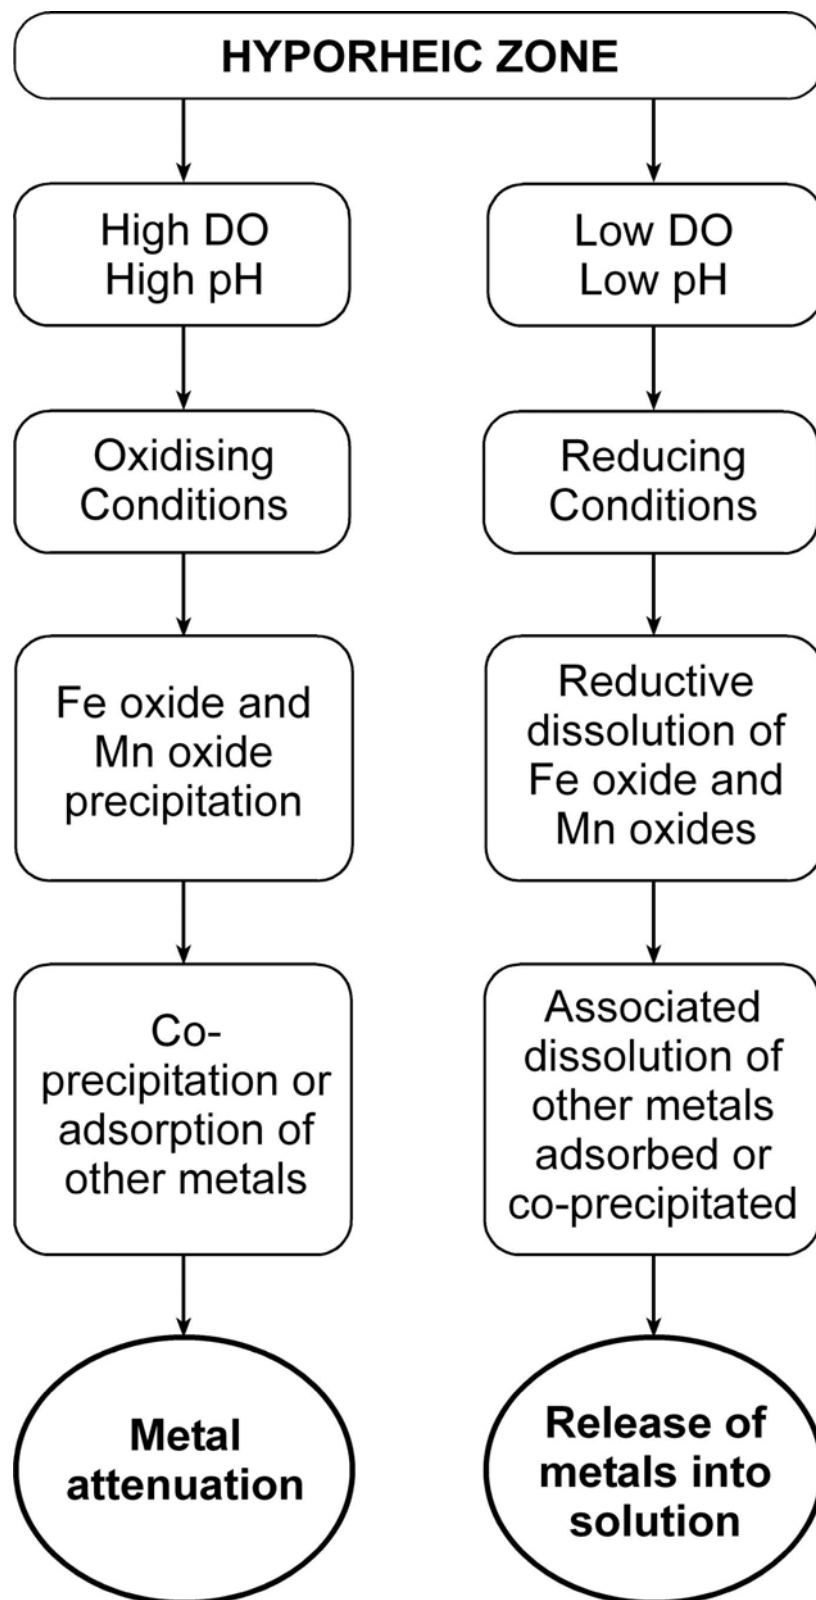 HYPORHEIC ZONE
High DO
High pH
Oxidising
Conditions
Fe oxide and
Mn oxide
precipitation
Co-
precipitation or
adsorption of
other metals
Metal
attenuation
Low DO
Low pH
Reducing
Conditions
Reductive
dissolution of
Fe oxide and
Mn oxides
Associated
dissolution of
other metals
adsorbed or
co-precipitated
Release of
metals into
solution